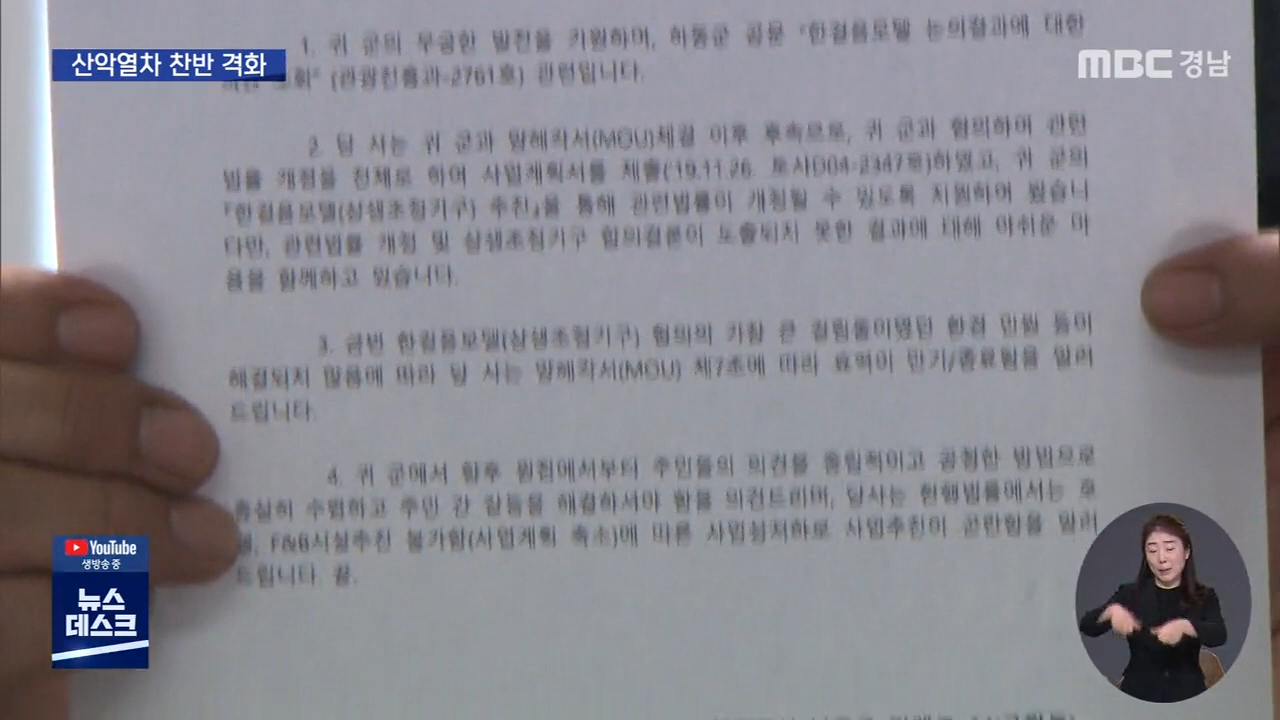 산악열차 찬반 격화
MBC 경남
1. 귀 군의 무궁한 발전을 기원하며, 하동군 공문 "한걸음모델 논의결과에 대한
의견 조회" (관광진흥과-2761호) 관련입니다.
2. 당 사는 귀 군과 양해각서(MOU)체결 이후 후속으로, 귀 군과 협의하여 관련
법률 개정을 전제로 하여 사업계획서를 제출('19.11.26. 토사D04-2347호)하였고, 귀 군의
『한걸음모델(상생조정기구) 추진』을 통해 관련법률이 개정될 수 있도록 지원하여 왔습니
다만, 관련법률 개정 및 상생조정기구 합의결론이 도출되지 못한 결과에 대해 아쉬운 마
음을 함께하고 있습니다.
3. 금번 한걸음모델(상생조정기구) 협의의 가장 큰 걸림돌이였던 환경 민원 등이
해결되지 않음에 따라 당 사는 양해각서(MOU) 제7조에 따라 효력이 만기/종료됨을 알려
드립니다.
4. 귀 군에서 향후 원점에서부터 주민들의 의견을 중립적이고 공정한 방법으로
충실히 수렴하고 주민 간 갈등을 해결하셔야 함을 의견드리며, 당사는 현행법률에서는 호
텔, F&B시설추진 불가함(사업계획 축소)에 따른 사업성저하로 사업추진이 곤란함을 알려
드립니다. 끝.
YouTube
생방송 중
뉴스
데스크